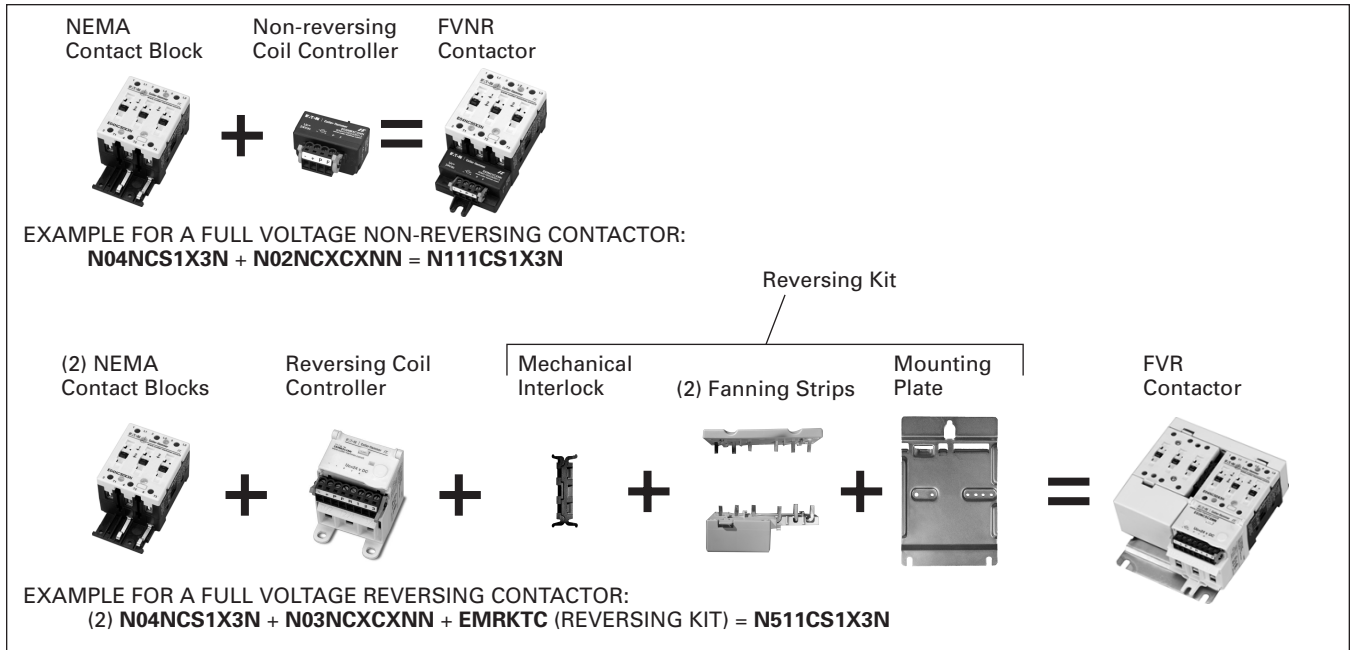 NEMA
Contact Block
Non-reversing
Coil Controller
FVNR
Contactor
EXAMPLE FOR A FULL VOLTAGE NON-REVERSING CONTACTOR:
N04NCS1X3N + N02NCXCXNN = N111CS1X3N
Reversing Kit
(2) NEMA
Contact Blocks
Reversing Coil
Controller
Mechanical
Interlock
(2) Fanning Strips
Mounting
Plate
FVR
Contactor
EXAMPLE FOR A FULL VOLTAGE REVERSING CONTACTOR:
(2) N04NCS1X3N + N03NCXCXNN + EMRKTC (REVERSING KIT) = N511CS1X3N